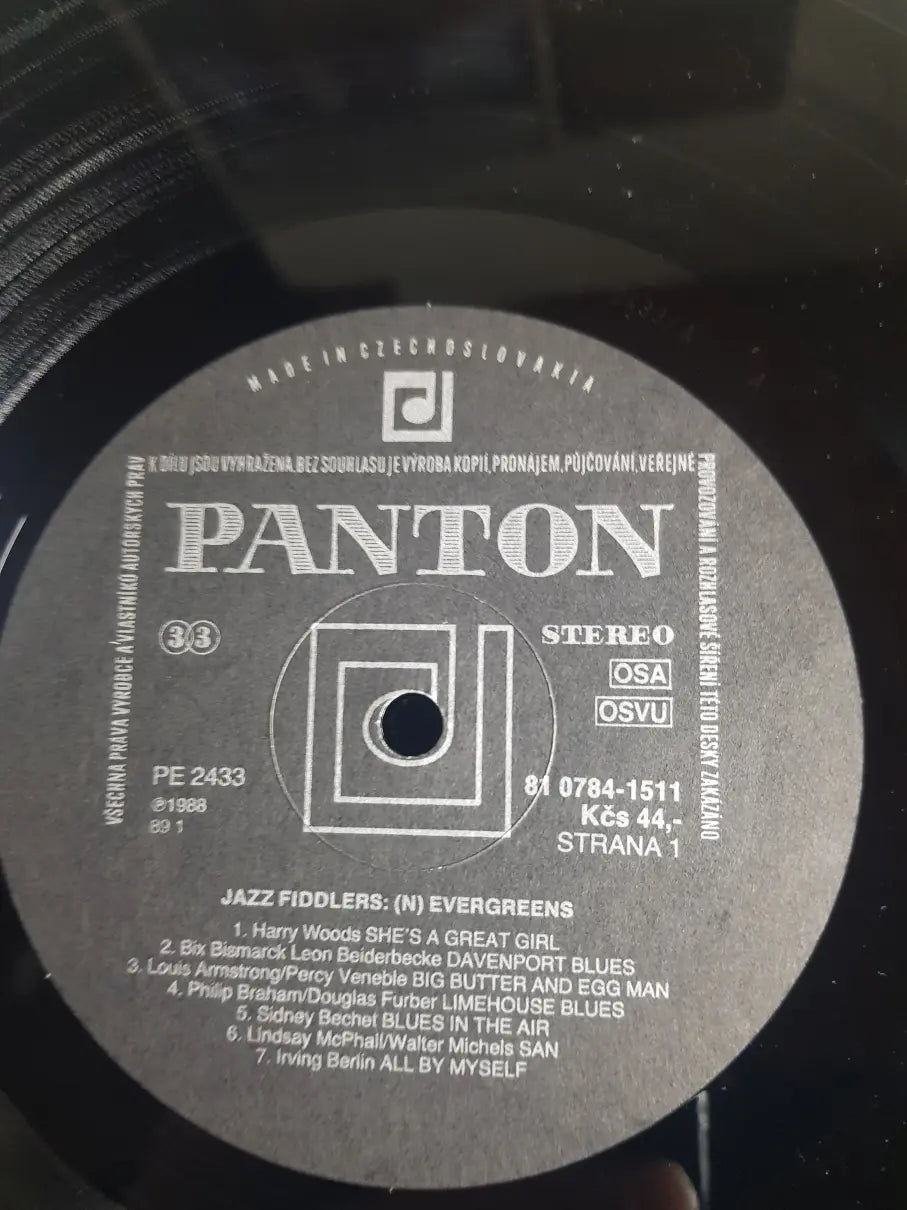 MADE IN CZECHOSLOVAKIA
VŠECHNA PRÁVA VÝROBCE A VLASTNÍKŮ AUTORSKÝCH PRÁV
K DÍLU JSOU VYHRAŽENA. BEZ SOUHLASU JE VÝROBA KOPIÍ, PRONÁJEM, PŮJČOVÁNÍ, VEŘEJNÉ
PROVOZOVÁNÍ A ROZHLASOVÉ ŠÍŘENÍ TÉTO DESKY ZAKÁZÁNO
PANTON
33
STEREO
OSA
OSVU
PE 2433
℗1988
89 1
81 0784-1511
Kčs 44,-
STRANA 1
JAZZ FIDDLERS: (N) EVERGREENS
1. Harry Woods SHE'S A GREAT GIRL
2. Bix Bismarck Leon Beiderbecke DAVENPORT BLUES
3. Louis Armstrong/Percy Veneble BIG BUTTER AND EGG MAN
4. Philip Braham/Douglas Furber LIMEHOUSE BLUES
5. Sidney Bechet BLUES IN THE AIR
6. Lindsay McPhail/Walter Michels SAN
7. Irving Berlin ALL BY MYSELF